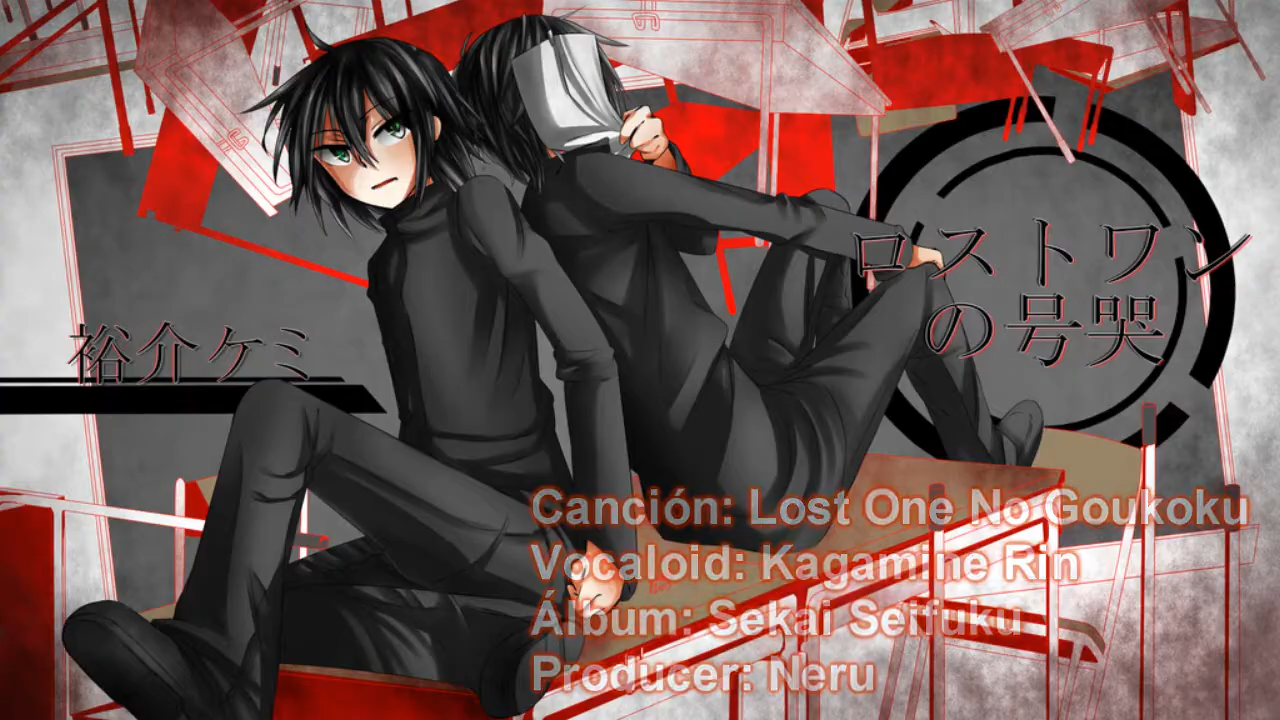 ロストワン
の号哭
裕介ケミ
Canción: Lost One No Goukoku
Vocaloid: Kagamine Rin
Álbum: Sekai Seifuku
Producer: Neru